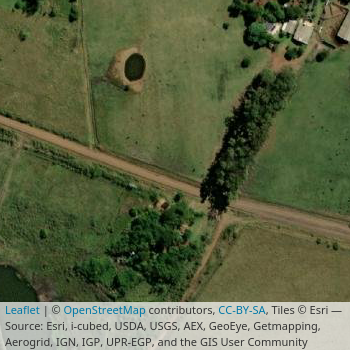 Leaflet | © OpenStreetMap contributors, CC-BY-SA, Tiles © Esri —
Source: Esri, i-cubed, USDA, USGS, AEX, GeoEye, Getmapping,
Aerogrid, IGN, IGP, UPR-EGP, and the GIS User Community